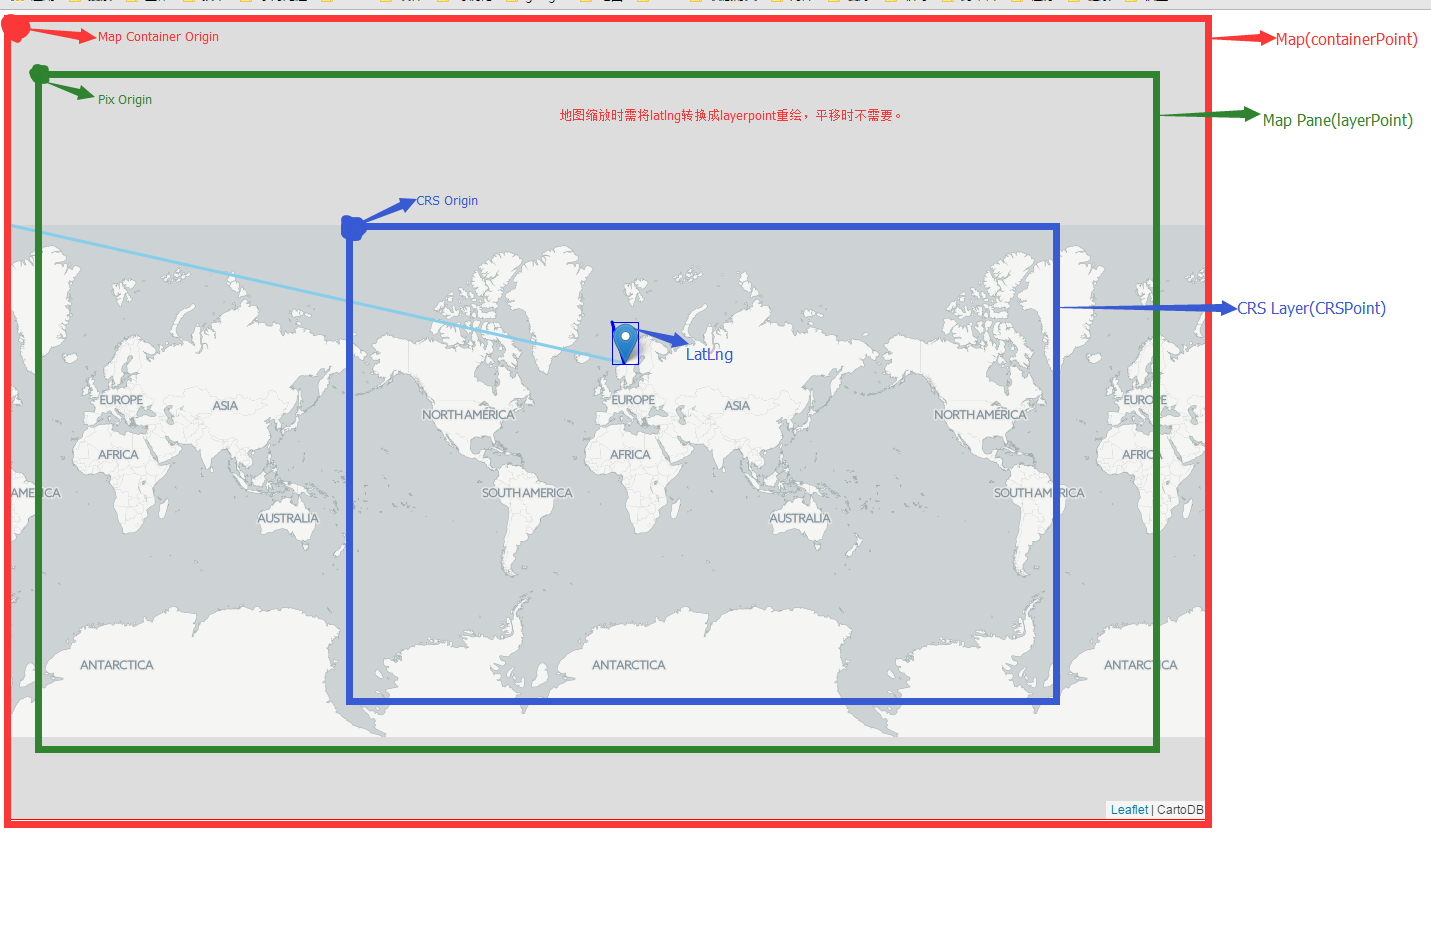 Map Container Origin
Map(containerPoint)
Pix Origin
地图缩放时需将latlng转换成layerpoint重绘，平移时不需要。
Map Pane(layerPoint)
CRS Origin
CRS Layer(CRSPoint)
LatLng
EUROPE
ASIA
NORTH AMERICA
EUROPE
ASIA
NORTH AMERICA
EUROPE
AFRICA
AFRICA
AFRICA
AMERICA
SOUTH AMERICA
SOUTH AMERICA
AUSTRALIA
AUSTRALIA
ANTARCTICA
ANTARCTICA
ANTARCTICA
Leaflet | CartoDB